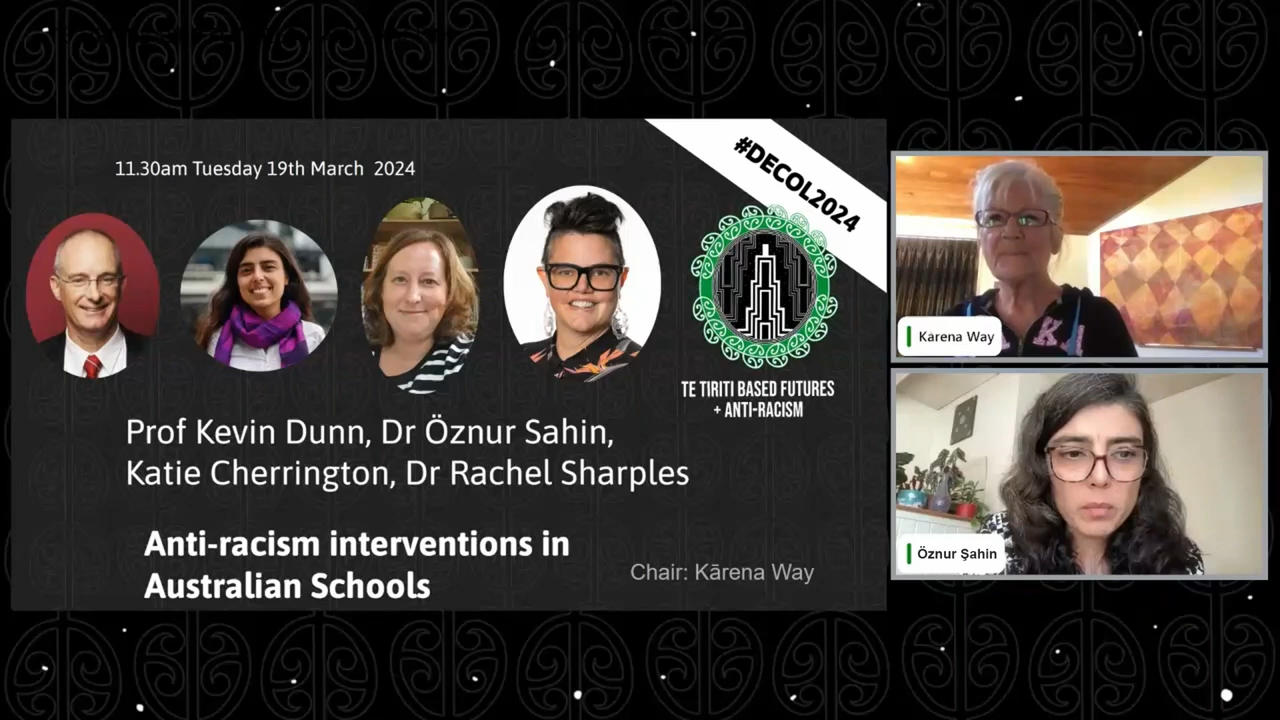 11.30am Tuesday 19th March 2024
#DECOL2024
TE TIRITI BASED FUTURES
+ ANTI-RACISM
Prof Kevin Dunn, Dr Öznur Sahin,
Katie Cherrington, Dr Rachel Sharples
Anti-racism interventions in
Australian Schools
Chair: Kārena Way
Kārena Way
Öznur Şahin